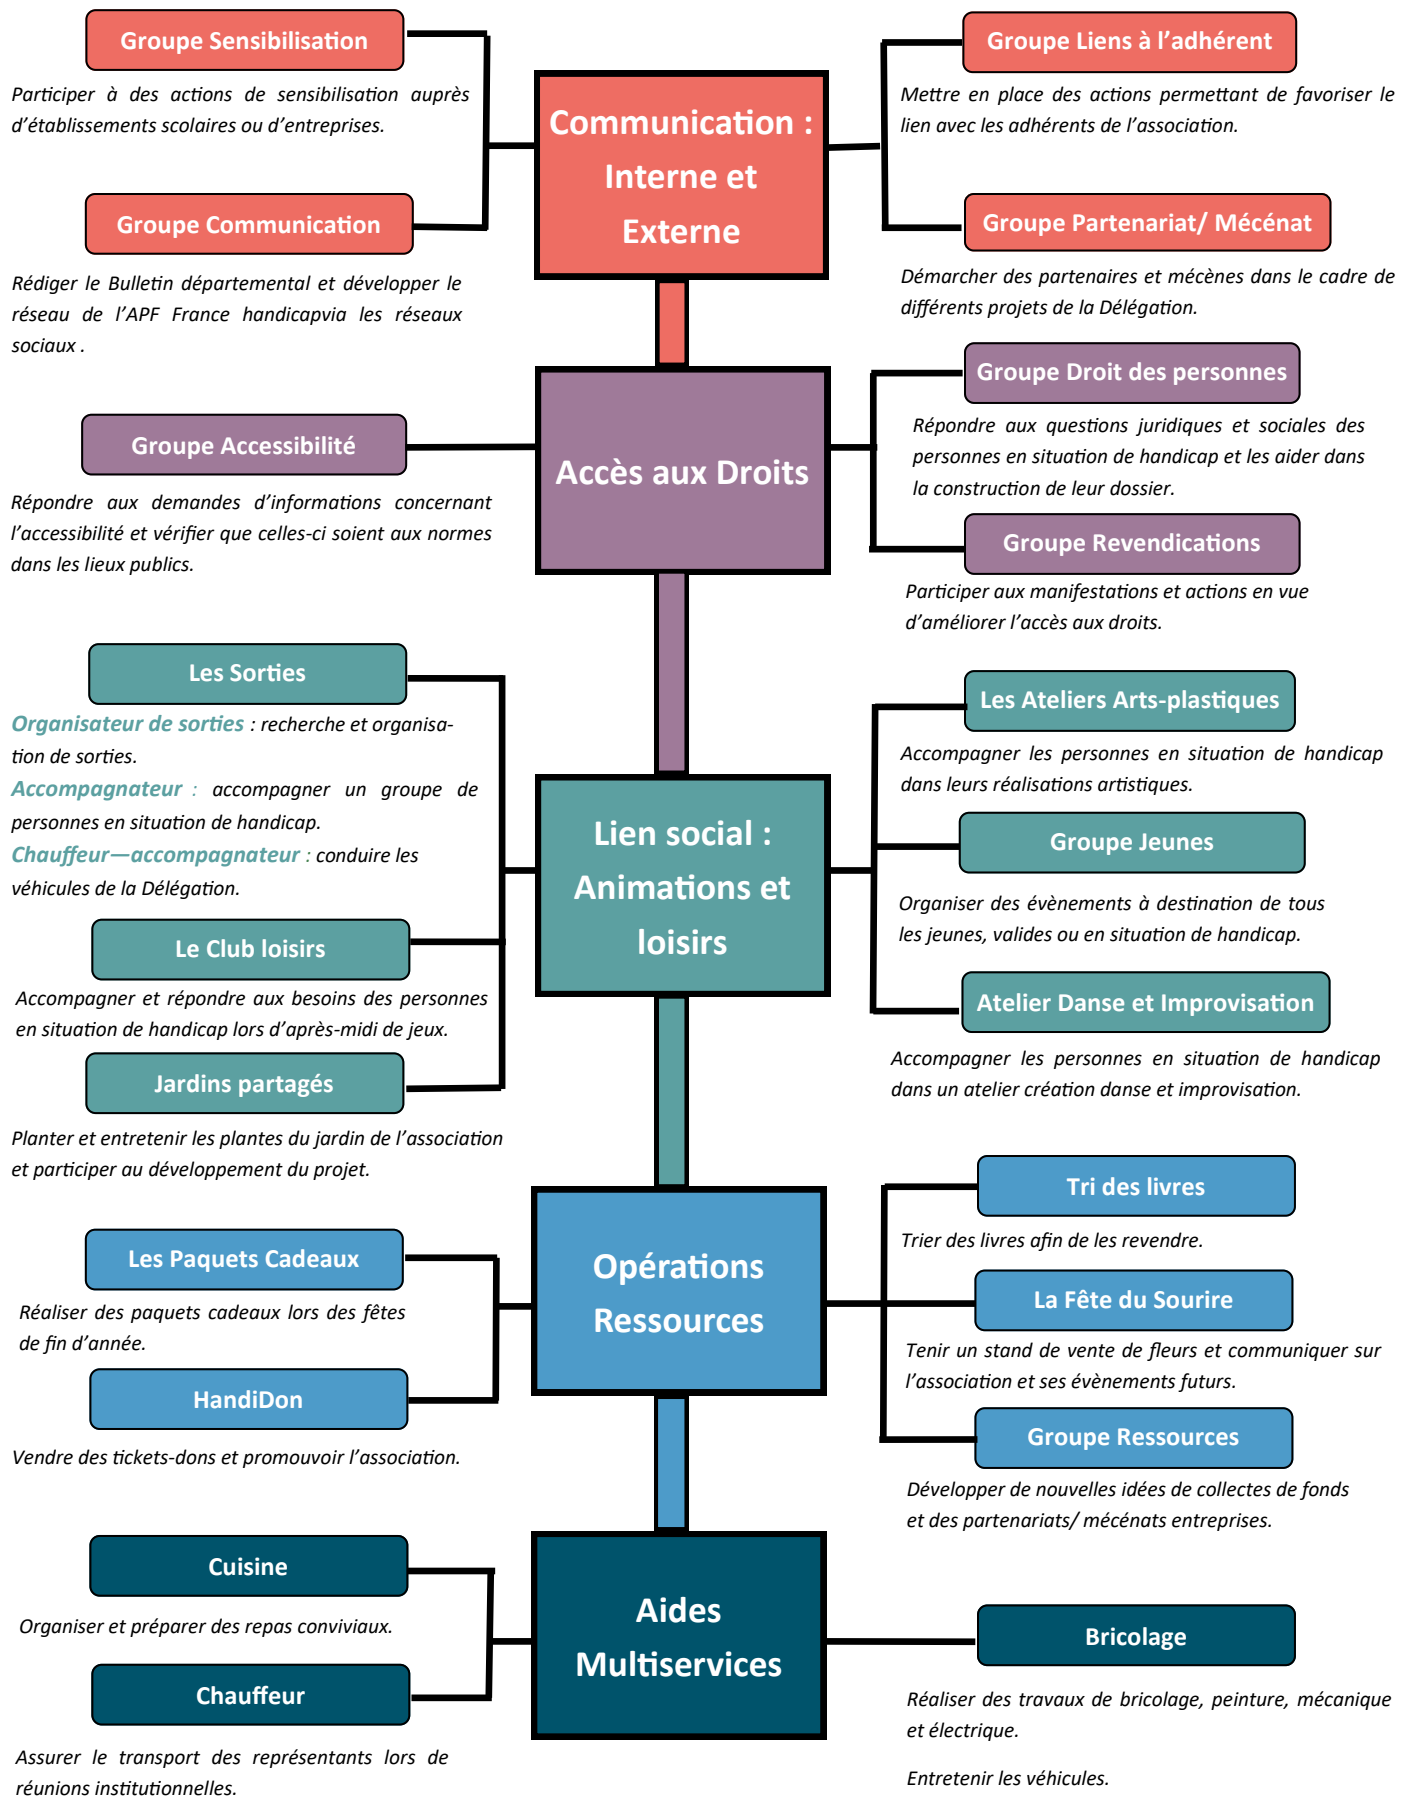 Groupe Sensibilisation
Participer à des actions de sensibilisation auprès
d'établissements scolaires ou d'entreprises.
Groupe Communication
Rédiger le Bulletin départemental et développer le
réseau de l'APF France handicapvia les réseaux
sociaux .
Communication :
Interne et
Externe
Groupe Liens à l'adhérent
Mettre en place des actions permettant de favoriser le
lien avec les adhérents de l'association.
Groupe Partenariat/ Mécénat
Démarcher des partenaires et mécènes dans le cadre de
différents projets de la Délégation.
Groupe Accessibilité
Répondre aux demandes d'informations concernant
l'accessibilité et vérifier que celles-ci soient aux normes
dans les lieux publics.
Accès aux Droits
Groupe Droit des personnes
Répondre aux questions juridiques et sociales des
personnes en situation de handicap et les aider dans
la construction de leur dossier.
Groupe Revendications
Participer aux manifestations et actions en vue
d'améliorer l'accès aux droits.
Les Sorties
Organisateur de sorties : recherche et organisa-
tion de sorties.
Accompagnateur : accompagner un groupe de
personnes en situation de handicap.
Chauffeur—accompagnateur : conduire les
véhicules de la Délégation.
Le Club loisirs
Accompagner et répondre aux besoins des personnes
en situation de handicap lors d'après-midi de jeux.
Jardins partagés
Planter et entretenir les plantes du jardin de l'association
et participer au développement du projet.
Lien social :
Animations et
loisirs
Les Ateliers Arts-plastiques
Accompagner les personnes en situation de handicap
dans leurs réalisations artistiques.
Groupe Jeunes
Organiser des évènements à destination de tous
les jeunes, valides ou en situation de handicap.
Atelier Danse et Improvisation
Accompagner les personnes en situation de handicap
dans un atelier création danse et improvisation.
Les Paquets Cadeaux
Réaliser des paquets cadeaux lors des fêtes
de fin d'année.
HandiDon
Vendre des tickets-dons et promouvoir l'association.
Opérations
Ressources
Tri des livres
Trier des livres afin de les revendre.
La Fête du Sourire
Tenir un stand de vente de fleurs et communiquer sur
l'association et ses évènements futurs.
Groupe Ressources
Développer de nouvelles idées de collectes de fonds
et des partenariats/ mécénats entreprises.
Cuisine
Organiser et préparer des repas conviviaux.
Chauffeur
Assurer le transport des représentants lors de
réunions institutionnelles.
Aides
Multiservices
Bricolage
Réaliser des travaux de bricolage, peinture, mécanique
et électrique.
Entretenir les véhicules.